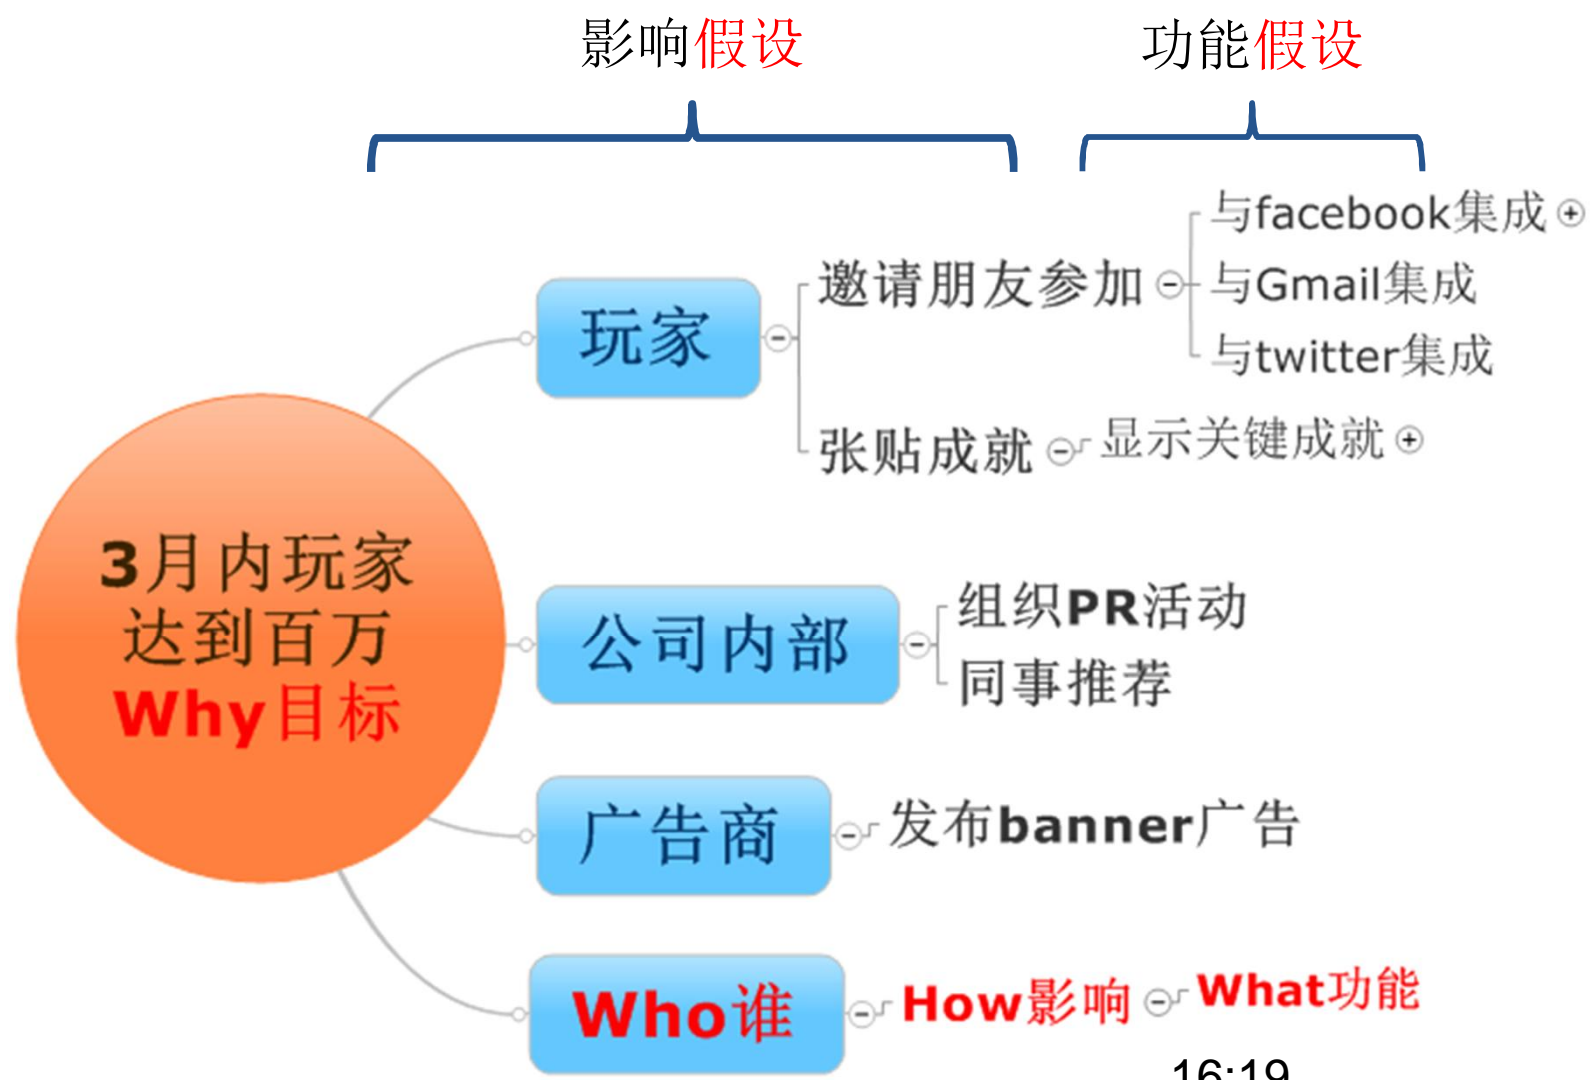 影响假设
功能假设
与facebook集成
邀请朋友参加
与Gmail集成
玩家
与twitter集成
张贴成就
显示关键成就
3月内玩家
达到百万
Why目标
公司内部
组织PR活动
同事推荐
广告商
发布banner广告
Who谁
How影响
What功能
16:19